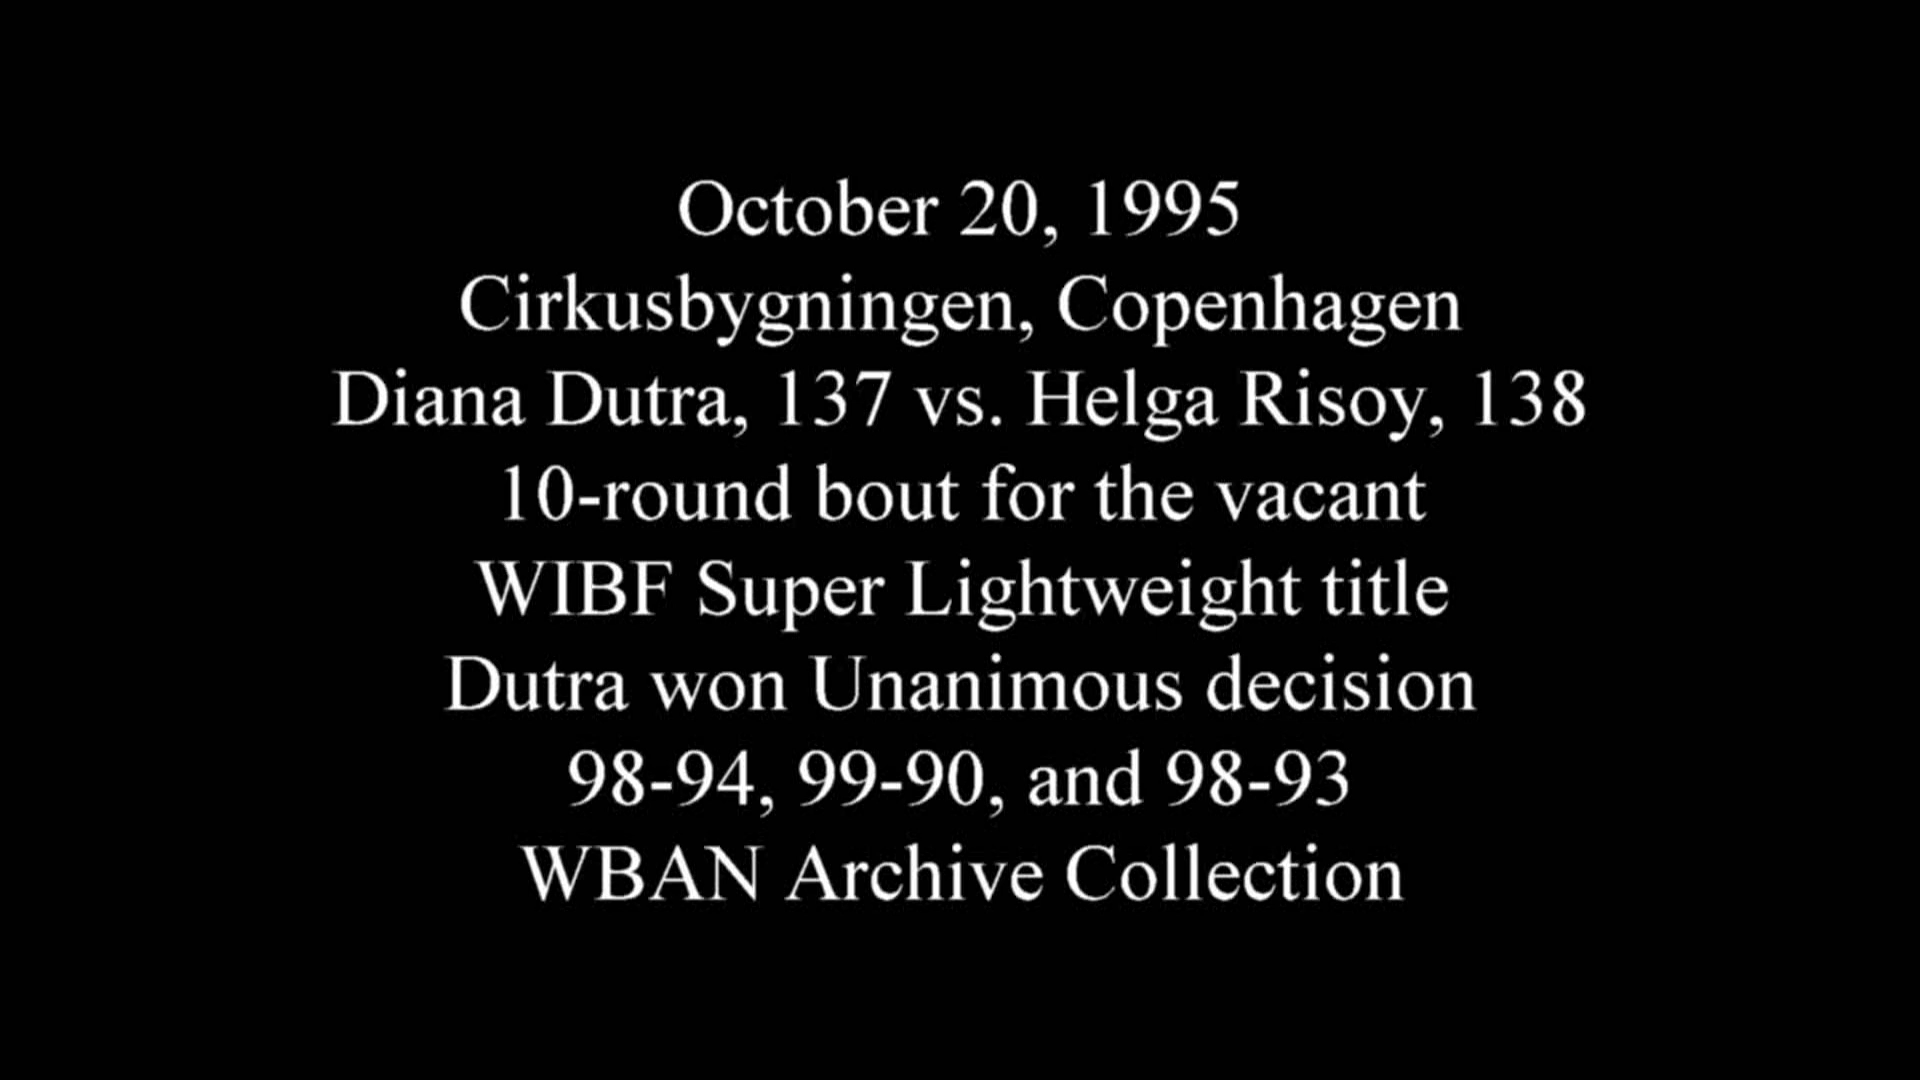 October 20, 1995
Cirkusbygningen, Copenhagen
Diana Dutra, 137 vs. Helga Risoy, 138
10-round bout for the vacant
WIBF Super Lightweight title
Dutra won Unanimous decision
98-94, 99-90, and 98-93
WBAN Archive Collection